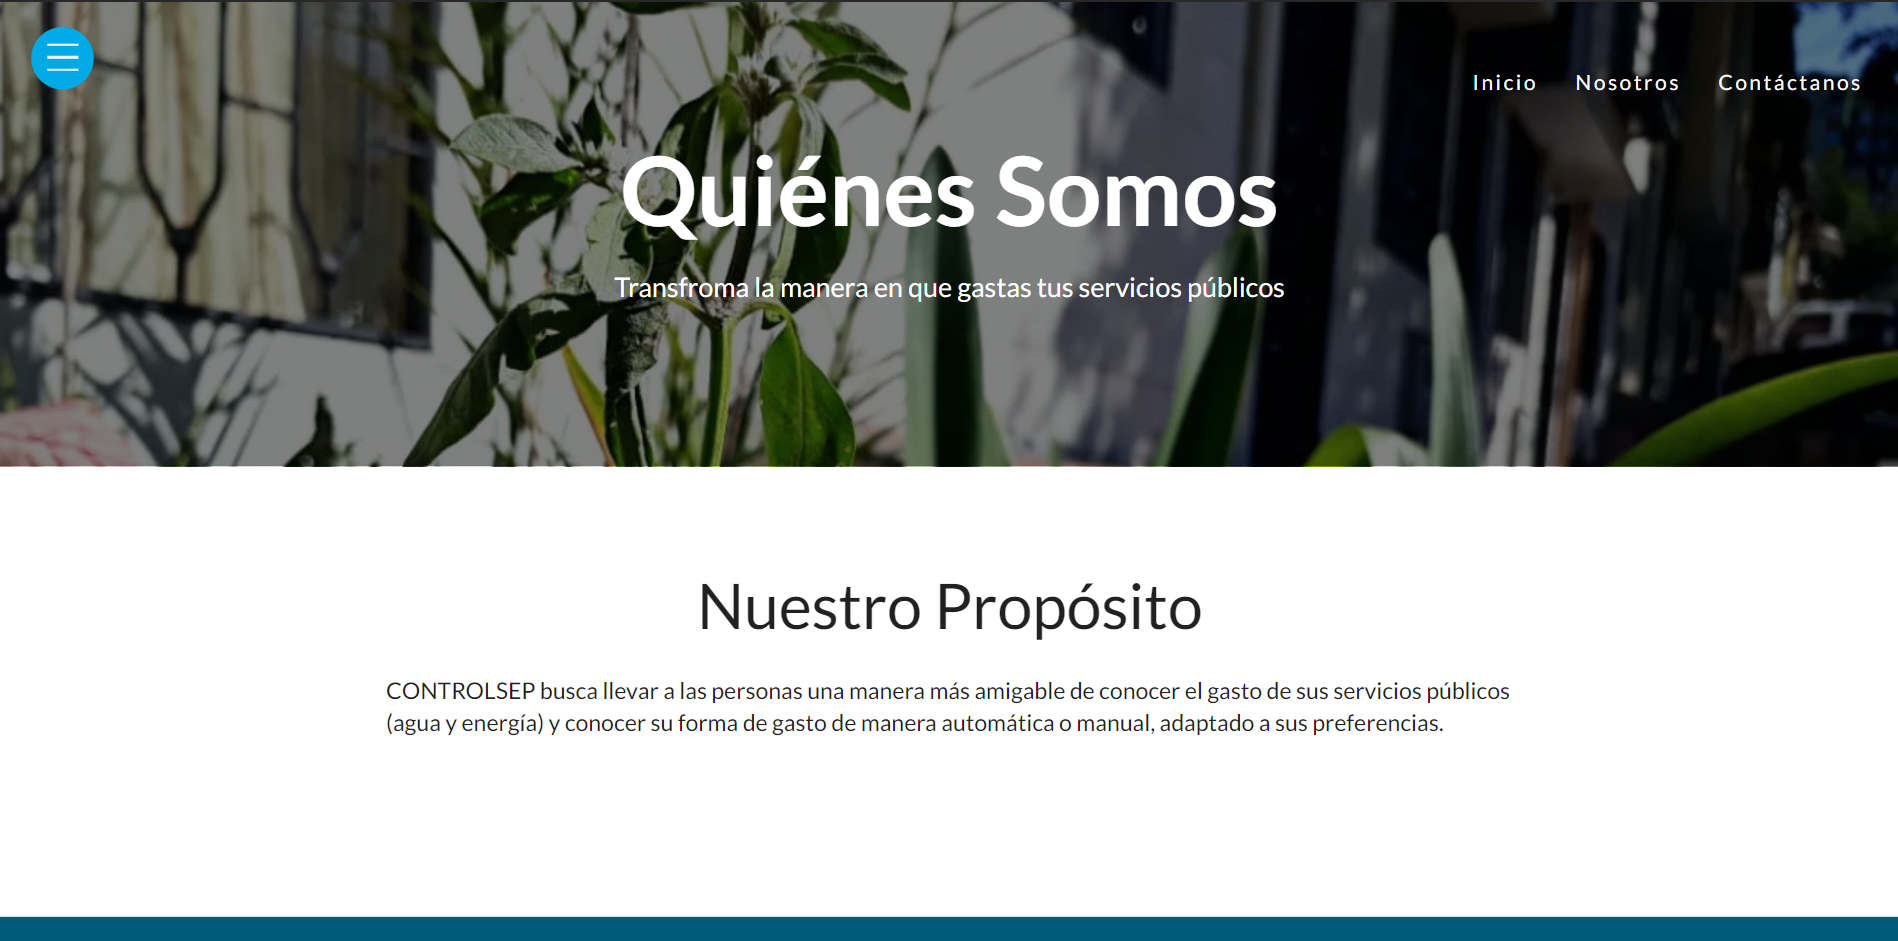 Inicio Nosotros Contáctanos
Quiénes Somos
Transfroma la manera en que gastas tus servicios públicos
Nuestro Propósito
CONTROLSEP busca llevar a las personas una manera más amigable de conocer el gasto de sus servicios públicos
(agua y energía) y conocer su forma de gasto de manera automática o manual, adaptado a sus preferencias.